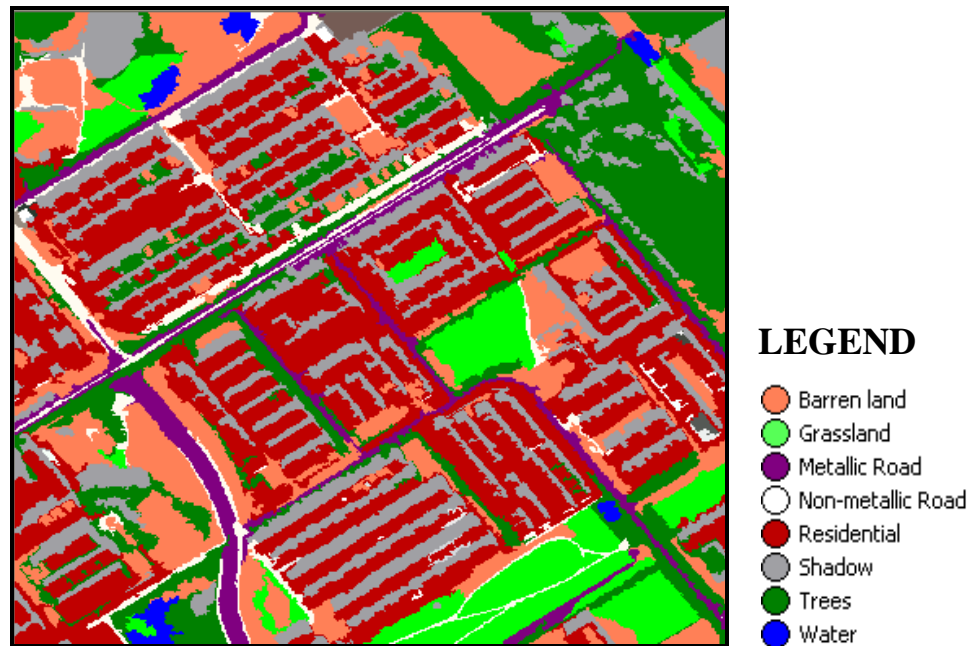 LEGEND
Barren land
Grassland
Metallic Road
Non-metallic Road
Residential
Shadow
Trees
Water